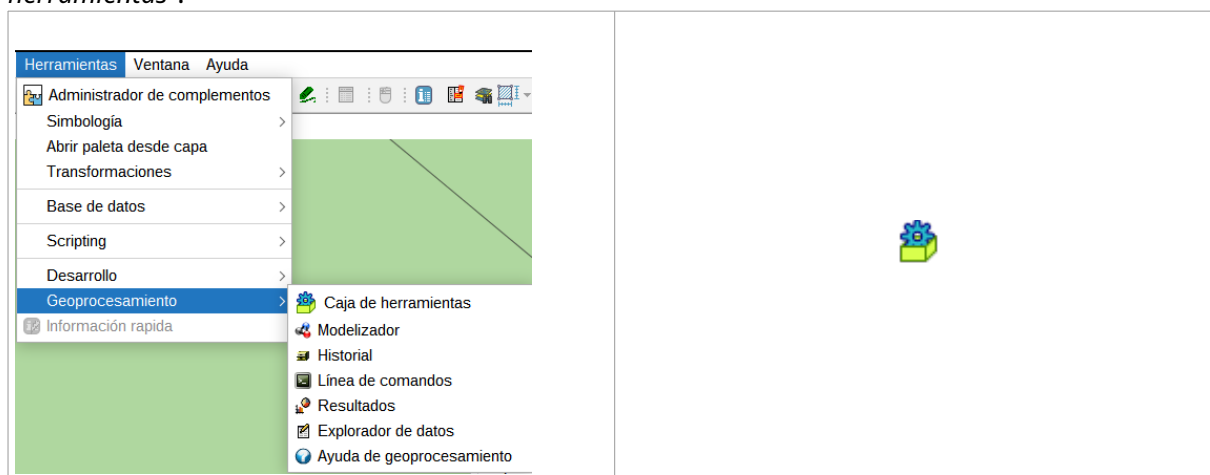 herramientas".
Herramientas Ventana Ayuda
Administrador de complementos
Simbología
Abrir paleta desde capa
Transformaciones
Base de datos
Scripting
Desarrollo
Geoprocesamiento
Información rapida
Caja de herramientas
Modelizador
Historial
Línea de comandos
Resultados
Explorador de datos
Ayuda de geoprocesamiento